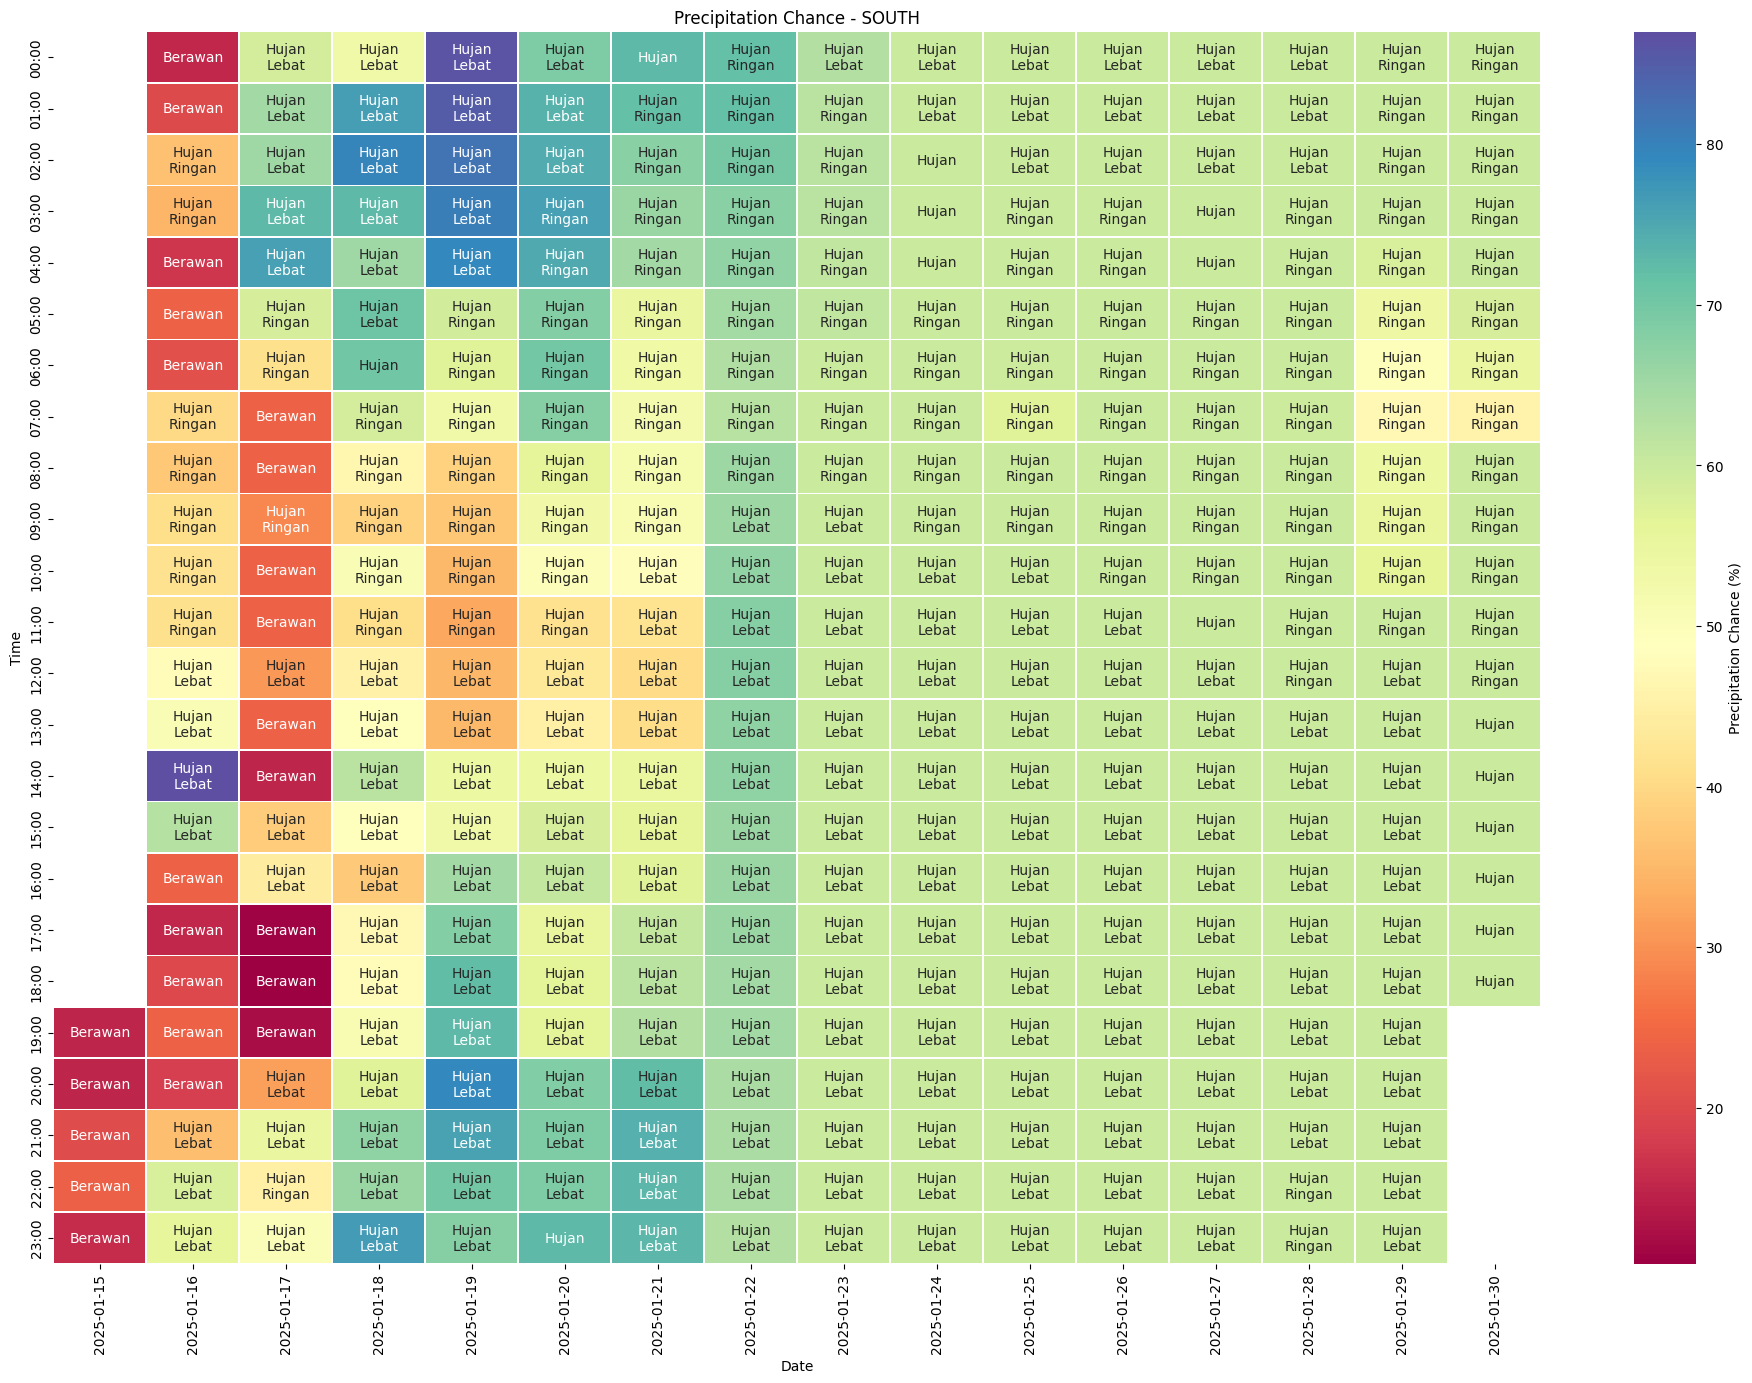 Precipitation Chance - SOUTH
00:00 Berawan Hujan Lebat Hujan Lebat Hujan Lebat Hujan Lebat Hujan Hujan Ringan Hujan Lebat Hujan Lebat Hujan Lebat Hujan Lebat Hujan Lebat Hujan Lebat Hujan Ringan Hujan Ringan
01:00 Berawan Hujan Lebat Hujan Lebat Hujan Lebat Hujan Lebat Hujan Ringan Hujan Ringan Hujan Ringan Hujan Lebat Hujan Lebat Hujan Lebat Hujan Lebat Hujan Lebat Hujan Ringan Hujan Ringan
02:00 Hujan Ringan Hujan Lebat Hujan Lebat Hujan Lebat Hujan Lebat Hujan Ringan Hujan Ringan Hujan Ringan Hujan Hujan Lebat Hujan Lebat Hujan Lebat Hujan Lebat Hujan Ringan Hujan Ringan
03:00 Hujan Ringan Hujan Lebat Hujan Lebat Hujan Lebat Hujan Ringan Hujan Ringan Hujan Ringan Hujan Ringan Hujan Hujan Ringan Hujan Ringan Hujan Hujan Ringan Hujan Ringan Hujan Ringan
04:00 Berawan Hujan Lebat Hujan Lebat Hujan Lebat Hujan Ringan Hujan Ringan Hujan Ringan Hujan Ringan Hujan Hujan Ringan Hujan Ringan Hujan Hujan Ringan Hujan Ringan Hujan Ringan
05:00 Berawan Hujan Ringan Hujan Lebat Hujan Ringan Hujan Ringan Hujan Ringan Hujan Ringan Hujan Ringan Hujan Ringan Hujan Ringan Hujan Ringan Hujan Ringan Hujan Ringan Hujan Ringan Hujan Ringan
06:00 Berawan Hujan Ringan Hujan Hujan Ringan Hujan Ringan Hujan Ringan Hujan Ringan Hujan Ringan Hujan Ringan Hujan Ringan Hujan Ringan Hujan Ringan Hujan Ringan Hujan Ringan Hujan Ringan
07:00 Hujan Ringan Berawan Hujan Ringan Hujan Ringan Hujan Ringan Hujan Ringan Hujan Ringan Hujan Ringan Hujan Ringan Hujan Ringan Hujan Ringan Hujan Ringan Hujan Ringan Hujan Ringan Hujan Ringan
08:00 Hujan Ringan Berawan Hujan Ringan Hujan Ringan Hujan Ringan Hujan Ringan Hujan Ringan Hujan Ringan Hujan Ringan Hujan Ringan Hujan Ringan Hujan Ringan Hujan Ringan Hujan Ringan Hujan Ringan
09:00 Hujan Ringan Hujan Ringan Hujan Ringan Hujan Ringan Hujan Ringan Hujan Ringan Hujan Lebat Hujan Lebat Hujan Ringan Hujan Ringan Hujan Ringan Hujan Ringan Hujan Ringan Hujan Ringan Hujan Ringan
10:00 Hujan Ringan Berawan Hujan Ringan Hujan Ringan Hujan Ringan Hujan Lebat Hujan Lebat Hujan Lebat Hujan Lebat Hujan Lebat Hujan Ringan Hujan Ringan Hujan Ringan Hujan Ringan Hujan Ringan
11:00 Hujan Ringan Berawan Hujan Ringan Hujan Ringan Hujan Ringan Hujan Lebat Hujan Lebat Hujan Lebat Hujan Lebat Hujan Lebat Hujan Lebat Hujan Hujan Ringan Hujan Ringan Hujan Ringan
12:00 Hujan Lebat Hujan Lebat Hujan Lebat Hujan Lebat Hujan Lebat Hujan Lebat Hujan Lebat Hujan Lebat Hujan Lebat Hujan Lebat Hujan Lebat Hujan Lebat Hujan Ringan Hujan Lebat Hujan Ringan
13:00 Hujan Lebat Berawan Hujan Lebat Hujan Lebat Hujan Lebat Hujan Lebat Hujan Lebat Hujan Lebat Hujan Lebat Hujan Lebat Hujan Lebat Hujan Lebat Hujan Lebat Hujan Lebat Hujan
14:00 Hujan Lebat Berawan Hujan Lebat Hujan Lebat Hujan Lebat Hujan Lebat Hujan Lebat Hujan Lebat Hujan Lebat Hujan Lebat Hujan Lebat Hujan Lebat Hujan Lebat Hujan Lebat Hujan
15:00 Hujan Lebat Hujan Lebat Hujan Lebat Hujan Lebat Hujan Lebat Hujan Lebat Hujan Lebat Hujan Lebat Hujan Lebat Hujan Lebat Hujan Lebat Hujan Lebat Hujan Lebat Hujan Lebat Hujan
16:00 Berawan Hujan Lebat Hujan Lebat Hujan Lebat Hujan Lebat Hujan Lebat Hujan Lebat Hujan Lebat Hujan Lebat Hujan Lebat Hujan Lebat Hujan Lebat Hujan Lebat Hujan Lebat Hujan
17:00 Berawan Berawan Hujan Lebat Hujan Lebat Hujan Lebat Hujan Lebat Hujan Lebat Hujan Lebat Hujan Lebat Hujan Lebat Hujan Lebat Hujan Lebat Hujan Lebat Hujan Lebat Hujan
18:00 Berawan Berawan Hujan Lebat Hujan Lebat Hujan Lebat Hujan Lebat Hujan Lebat Hujan Lebat Hujan Lebat Hujan Lebat Hujan Lebat Hujan Lebat Hujan Lebat Hujan Lebat Hujan
19:00 Berawan Berawan Berawan Hujan Lebat Hujan Lebat Hujan Lebat Hujan Lebat Hujan Lebat Hujan Lebat Hujan Lebat Hujan Lebat Hujan Lebat Hujan Lebat Hujan Lebat Hujan Lebat
20:00 Berawan Berawan Hujan Lebat Hujan Lebat Hujan Lebat Hujan Lebat Hujan Lebat Hujan Lebat Hujan Lebat Hujan Lebat Hujan Lebat Hujan Lebat Hujan Lebat Hujan Lebat Hujan Lebat
21:00 Berawan Hujan Lebat Hujan Lebat Hujan Lebat Hujan Lebat Hujan Lebat Hujan Lebat Hujan Lebat Hujan Lebat Hujan Lebat Hujan Lebat Hujan Lebat Hujan Lebat Hujan Lebat Hujan Lebat
22:00 Berawan Hujan Lebat Hujan Ringan Hujan Lebat Hujan Lebat Hujan Lebat Hujan Lebat Hujan Lebat Hujan Lebat Hujan Lebat Hujan Lebat Hujan Lebat Hujan Lebat Hujan Ringan Hujan Lebat
23:00 Berawan Hujan Lebat Hujan Lebat Hujan Lebat Hujan Lebat Hujan Hujan Lebat Hujan Lebat Hujan Lebat Hujan Lebat Hujan Lebat Hujan Lebat Hujan Lebat Hujan Ringan Hujan Lebat
Time
2025-01-15 2025-01-16 2025-01-17 2025-01-18 2025-01-19 2025-01-20 2025-01-21 2025-01-22 2025-01-23 2025-01-24 2025-01-25 2025-01-26 2025-01-27 2025-01-28 2025-01-29 2025-01-30
Date
80
70
60
50
40
30
20
Precipitation Chance (%)